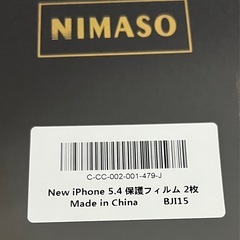 NIMASO
C-CC-002-001-479-J
New iPhone 5.4 保護フィルム 2枚
Made in China BJI15